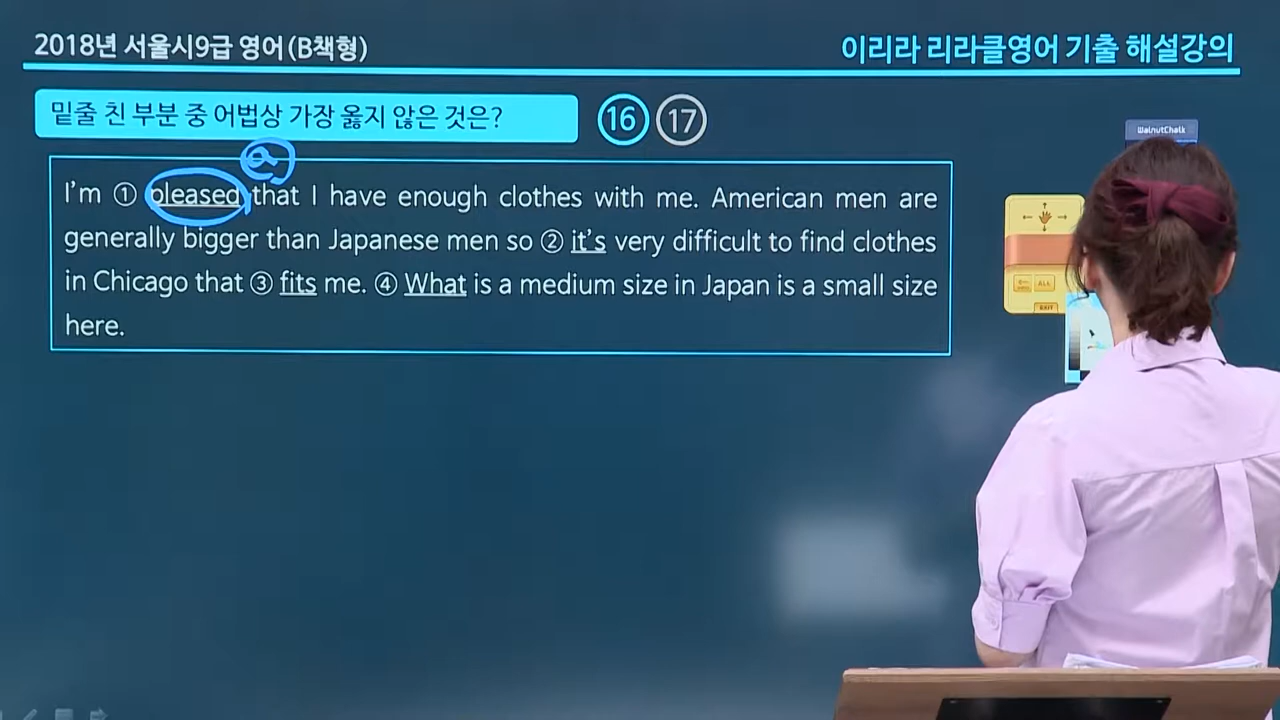 2018년 서울시9급 영어(B책형)
이리라 리라클영어 기출 해설강의
밑줄 친 부분 중 어법상 가장 옳지 않은 것은?
16 17
WalnutChalk
I'm ① pleased that I have enough clothes with me. American men are
generally bigger than Japanese men so ② it's very difficult to find clothes
in Chicago that ③ fits me. ④ What is a medium size in Japan is a small size
here.
ALL
EXIT